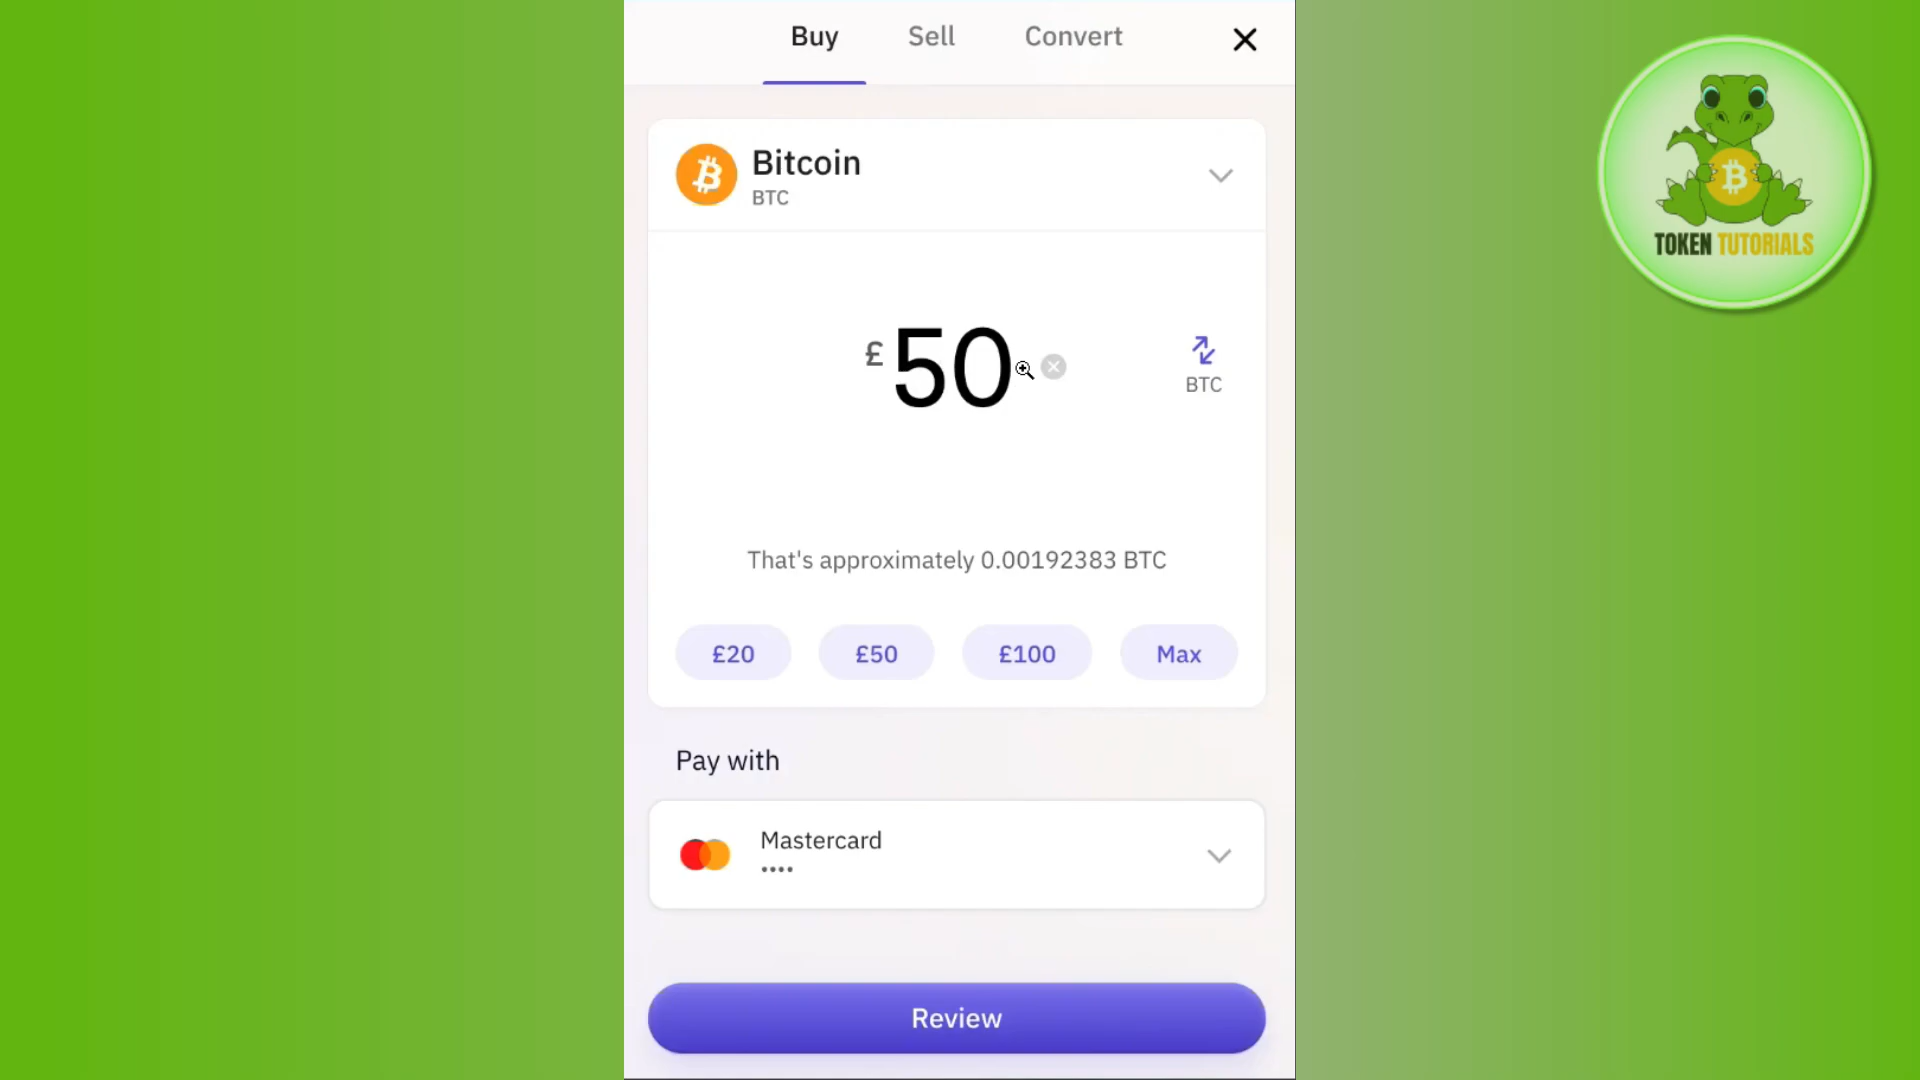 Buy Sell Convert
Bitcoin
BTC
£50
BTC
That's approximately 0.00192383 BTC
£20 £50 £100 Max
Pay with
Mastercard
••••
Review
TOKEN TUTORIALS